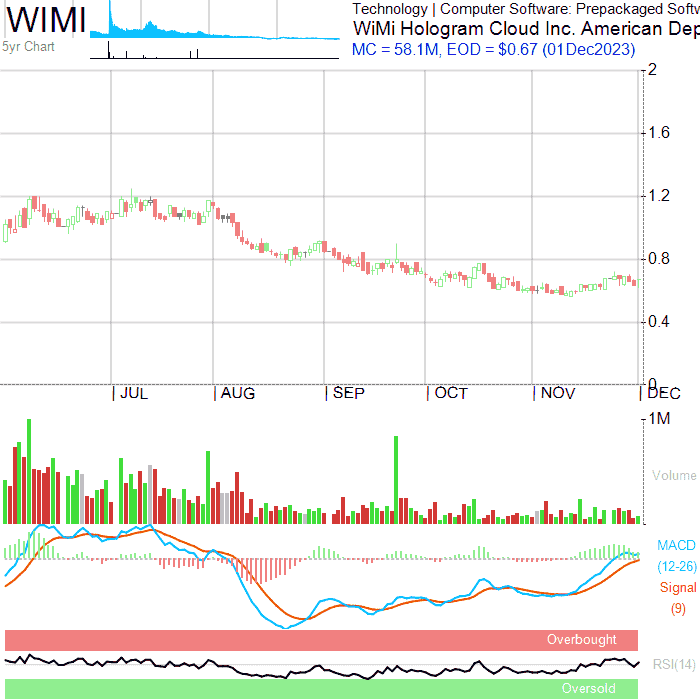 WIMI
5yr Chart
Technology | Computer Software: Prepackaged Softw
WiMi Hologram Cloud Inc. American Dep
MC = 58.1M, EOD = $0.67 (01Dec2023)
2
1.6
1.2
0.8
0.4
0
JUL AUG SEP OCT NOV DEC
1M
Volume
MACD
(12-26)
Signal
(9)
Overbought
RSI(14)
Oversold